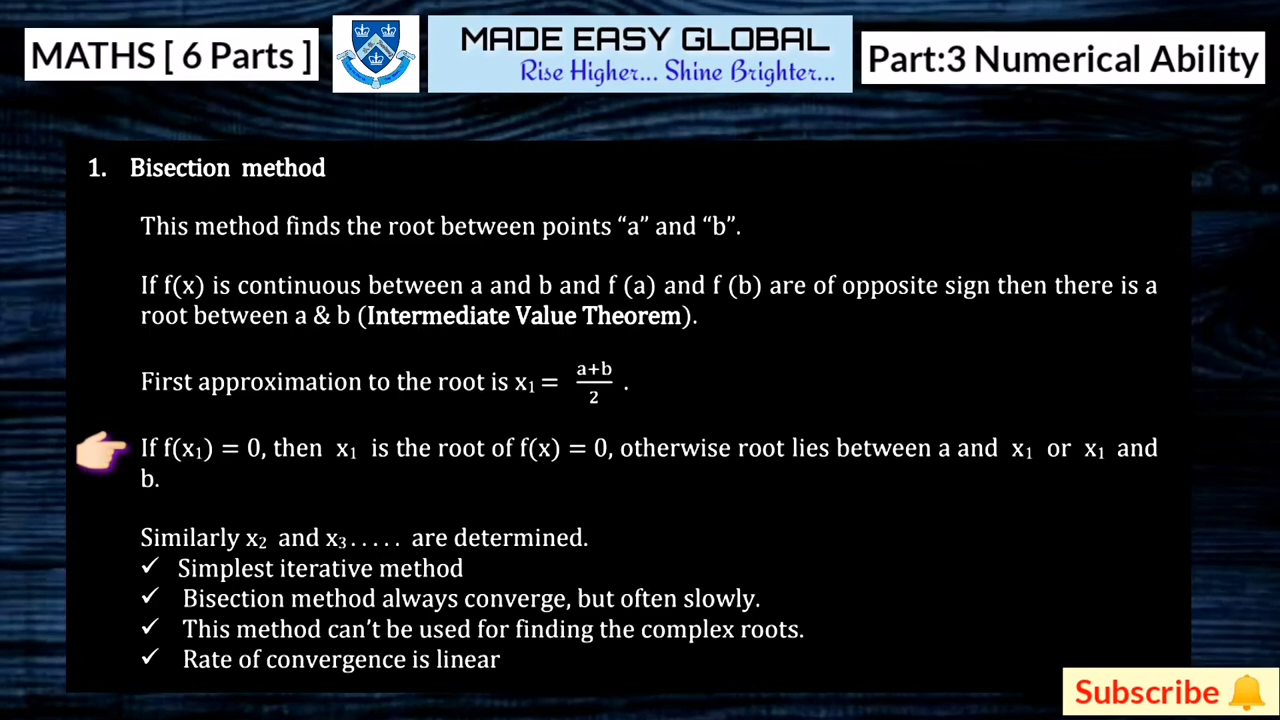 MATHS [ 6 Parts ]
MADE EASY GLOBAL
Rise Higher... Shine Brighter...
Part:3 Numerical Ability
1. Bisection method
This method finds the root between points “a” and “b”.
If f(x) is continuous between a and b and f (a) and f (b) are of opposite sign then there is a
root between a & b (Intermediate Value Theorem).
First approximation to the root is x₁ = a+b/2 .
If f(x₁) = 0, then x₁ is the root of f(x) = 0, otherwise root lies between a and x₁ or x₁ and
b.
Similarly x₂ and x₃ . . . . . are determined.
✓ Simplest iterative method
✓ Bisection method always converge, but often slowly.
✓ This method can’t be used for finding the complex roots.
✓ Rate of convergence is linear
Subscribe